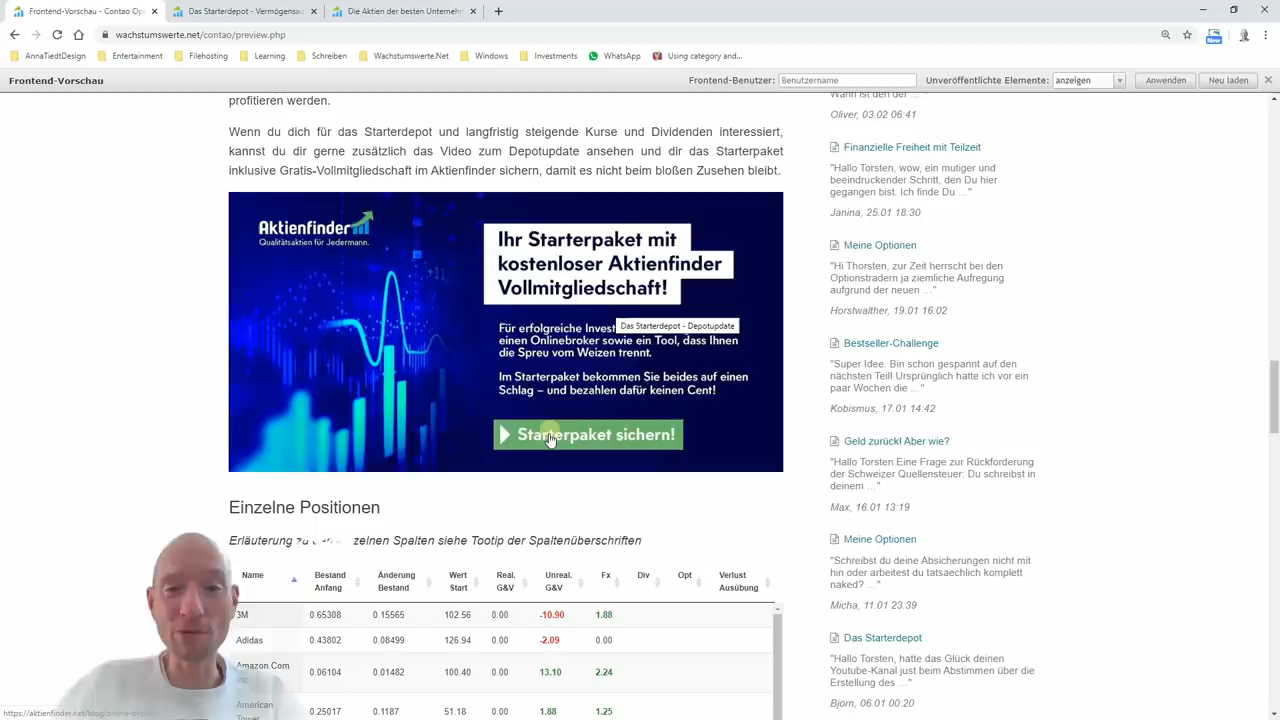 Frontend-Vorschau - Contao Op
Das Starterdepot - Vermögensau
Die Aktien der besten Unternehm
wachstumswerte.net/contao/preview.php
New
AnnaTiedtDesign
Entertainment
Filehosting
Learning
Schreiben
Wachstumswerte.Net
Windows
Investments
WhatsApp
Using category and...
Frontend-Vorschau
Frontend-Benutzer:
Benutzername
Unveröffentlichte Elemente:
anzeigen
Anwenden
Neu laden
profitieren werden.
Wenn du dich für das Starterdepot und langfristig steigende Kurse und Dividenden interessiert,
kannst du dir gerne zusätzlich das Video zum Depotupdate ansehen und dir das Starterpaket
inklusive Gratis-Vollmitgliedschaft im Aktienfinder sichern, damit es nicht beim bloßen Zusehen bleibt.
Aktienfinder
Qualitätsaktien für Jedermann.
Ihr Starterpaket mit
kostenloser Aktienfinder
Vollmitgliedschaft!
Für erfolgreiche Invest
Das Starterdepot - Depotupdate
einen Onlinebroker sowie ein Tool, dass Ihnen
die Spreu vom Weizen trennt.
Im Starterpaket bekommen Sie beides auf einen
Schlag – und bezahlen dafür keinen Cent!
Starterpaket sichern!
Einzelne Positionen
Erläuterung zu
zelnen Spalten siehe Tootip der Spaltenüberschriften
Name
Bestand
Anfang
Änderung
Bestand
Wert
Start
Real.
G&V
Unreal.
G&V
Fx
Div
Opt
Verlust
Ausübung
3M 0.65308 0.15565 102.56 0.00 -10.90 1.88
Adidas 0.43802 0.08499 126.94 0.00 -2.09 0.00
Amazon.Com
0.06104 0.01482 100.40 0.00 13.10 2.24
American
Tower 0.25017 0.1187 51.18 0.00 1.88 1.25
Wann ist den der ..."
Oliver, 03.02 06:41
Finanzielle Freiheit mit Teilzeit
"Hallo Torsten, wow, ein mutiger und
beeindruckender Schritt, den Du hier
gegangen bist. Ich finde Du ..."
Janina, 25.01 18:30
Meine Optionen
"Hi Thorsten, zur Zeit herrscht bei den
Optionstradern ja ziemliche Aufregung
aufgrund der neuen ..."
Horstwalther, 19.01 16:02
Bestseller-Challenge
"Super Idee. Bin schon gespannt auf den
nächsten Teil! Ursprünglich hatte ich vor ein
paar Wochen die ..."
Kobismus, 17.01 14:42
Geld zurück! Aber wie?
"Hallo Torsten Eine Frage zur Rückforderung
der Schweizer Quellensteuer: Du schreibst in
deinem ..."
Max, 16.01 13:19
Meine Optionen
"Schreibst du deine Absicherungen nicht mit
hin oder arbeitest du tatsaechlich komplett
naked? ..."
Micha, 11.01 23:39
Das Starterdepot
"Hallo Torsten, hatte das Glück deinen
Youtube-Kanal just beim Abstimmen über die
Erstellung des ..."
Björn, 06.01 00:20